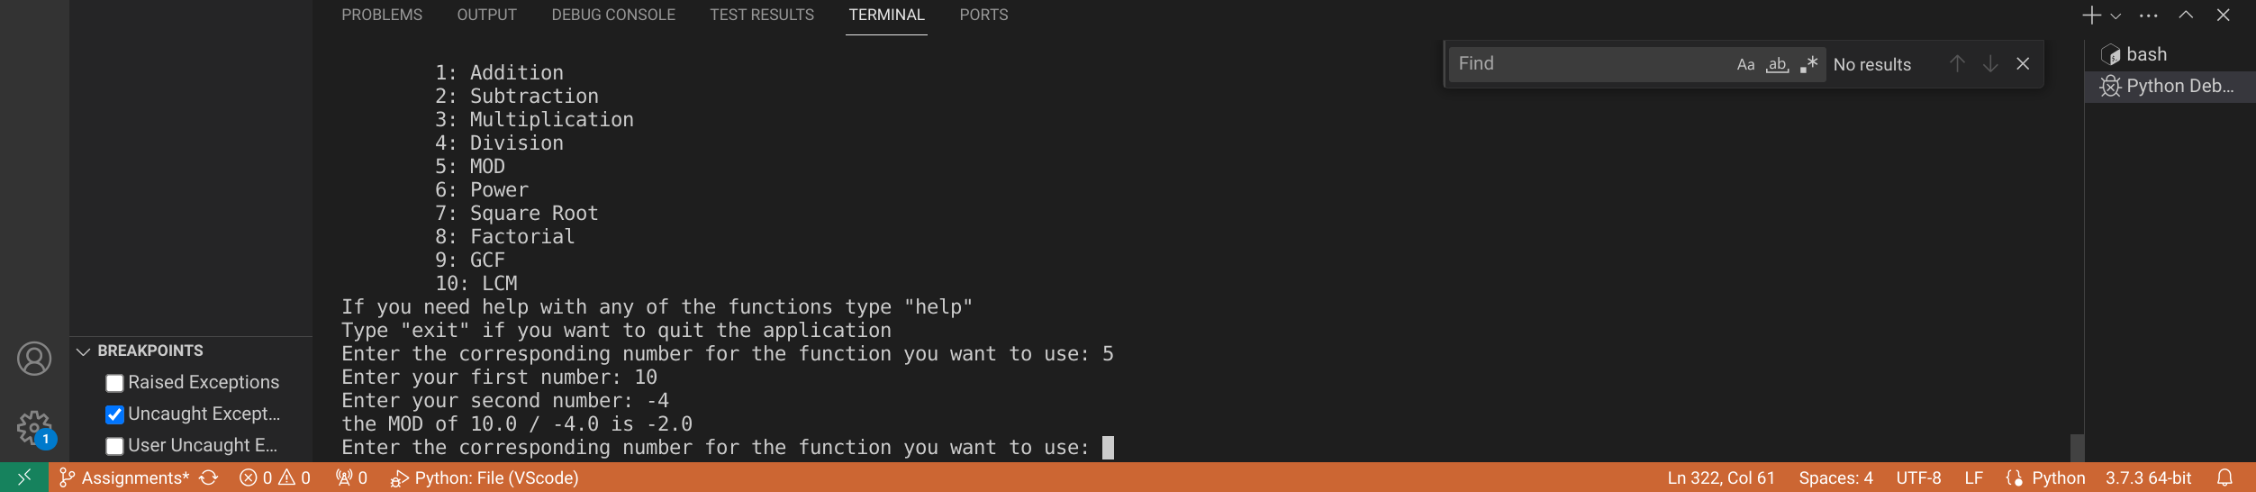 PROBLEMS OUTPUT DEBUG CONSOLE TEST RESULTS TERMINAL PORTS
Find Aa ab, .* No results
bash
Python Deb...
1: Addition
2: Subtraction
3: Multiplication
4: Division
5: MOD
6: Power
7: Square Root
8: Factorial
9: GCF
10: LCM
If you need help with any of the functions type "help"
Type "exit" if you want to quit the application
Enter the corresponding number for the function you want to use: 5
Enter your first number: 10
Enter your second number: -4
the MOD of 10.0 / -4.0 is -2.0
Enter the corresponding number for the function you want to use:
BREAKPOINTS
Raised Exceptions
Uncaught Except...
User Uncaught E...
1
Assignments* 0 0 0 Python: File (VScode) Ln 322, Col 61 Spaces: 4 UTF-8 LF Python 3.7.3 64-bit